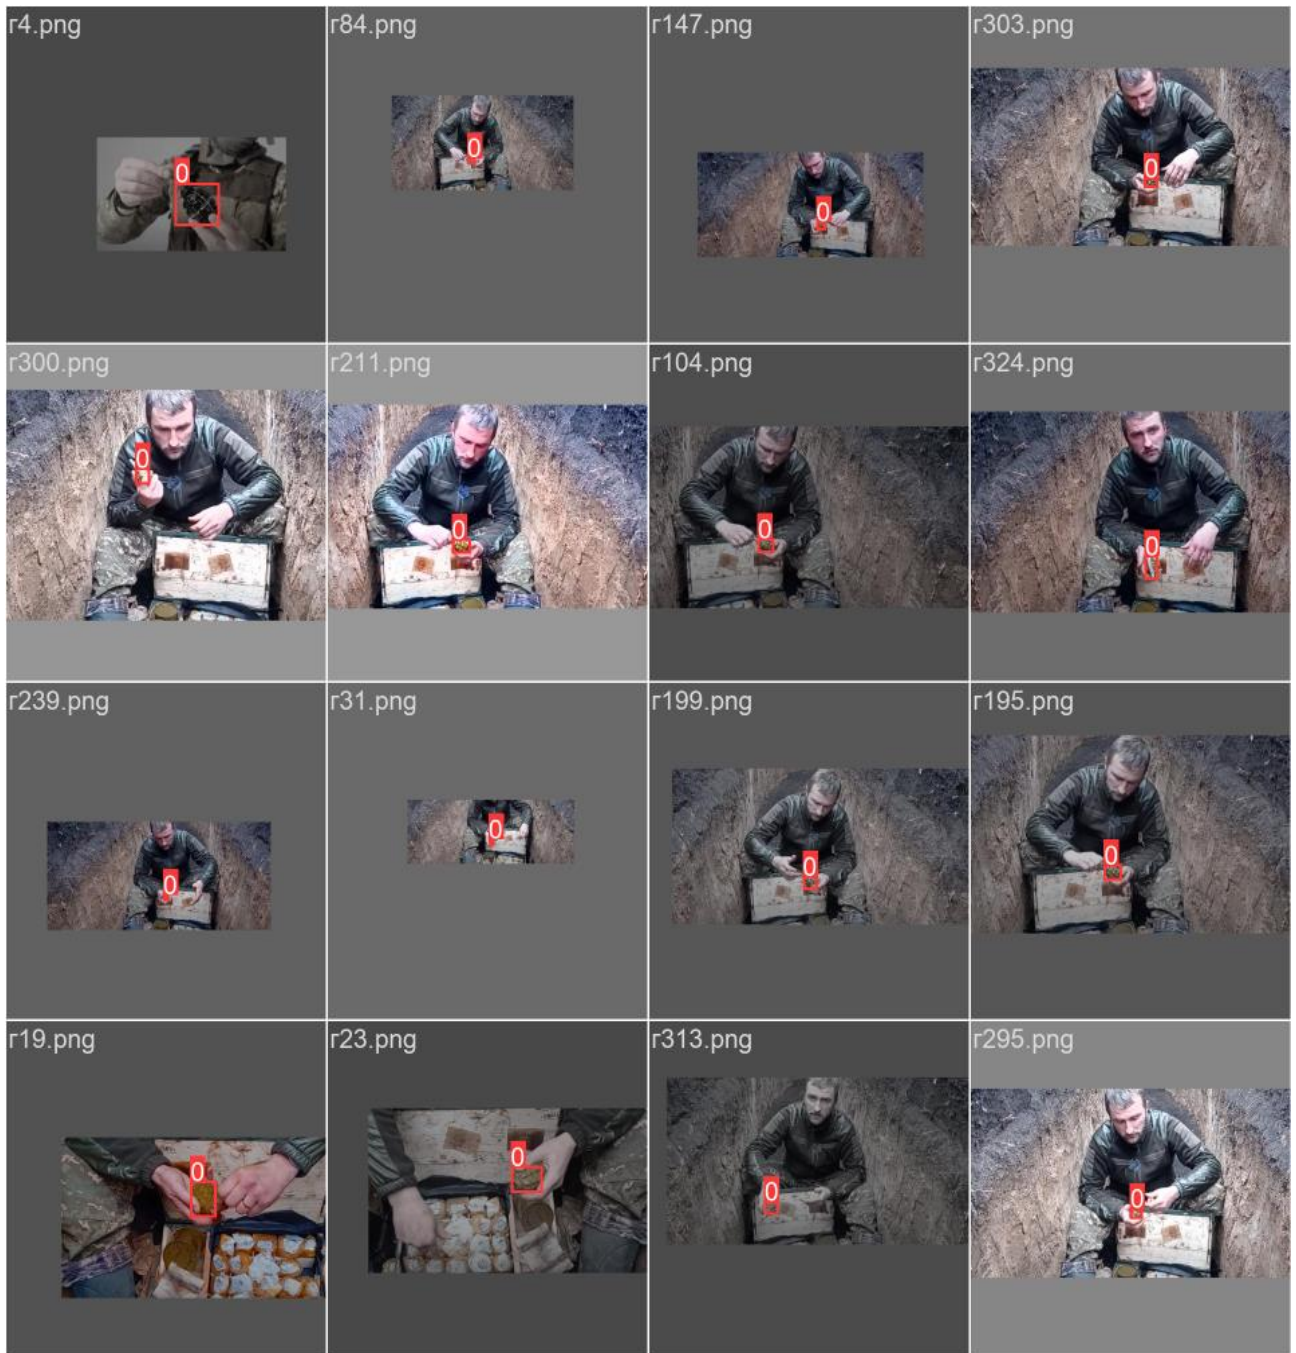 r4.png r84.png r147.png r303.png
0 0 0 0
r300.png r211.png r104.png r324.png
0 0 0 0
r239.png r31.png r199.png r195.png
0 0 0 0
r19.png r23.png r313.png r295.png
0 0 0 0